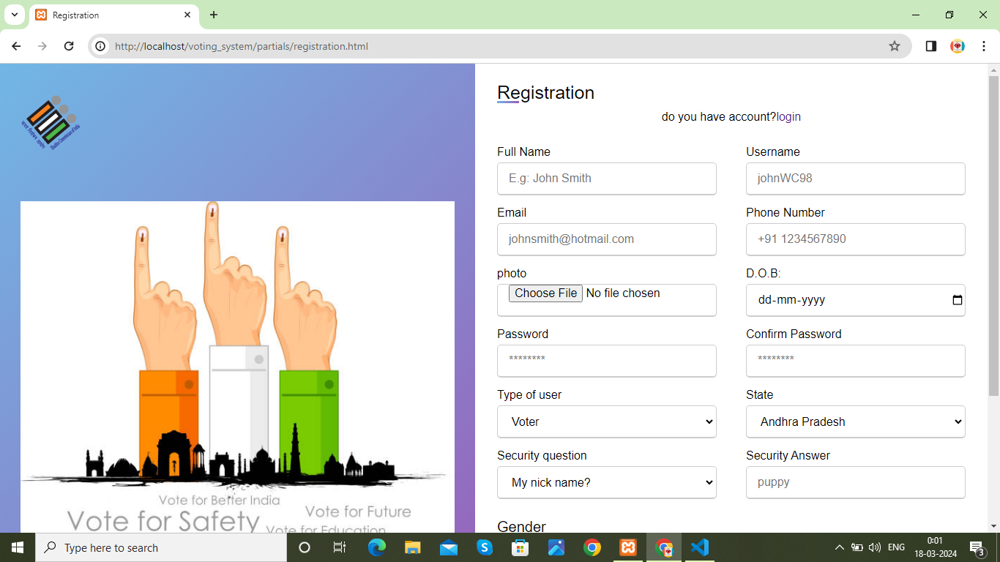 Registration
http://localhost/voting_system/partials/registration.html
Election Commission of India
Vote for Better India
Vote for Future
Vote for Safety
Vote for Education
Registration
do you have account?login
Full Name Username
E.g: John Smith johnWC98
Email Phone Number
johnsmith@hotmail.com +91 1234567890
photo D.O.B:
Choose File No file chosen dd-mm-yyyy
Password Confirm Password
******** ********
Type of user State
Voter Andhra Pradesh
Security question Security Answer
My nick name? puppy
Gender
Type here to search
ENG
0:01
18-03-2024
3